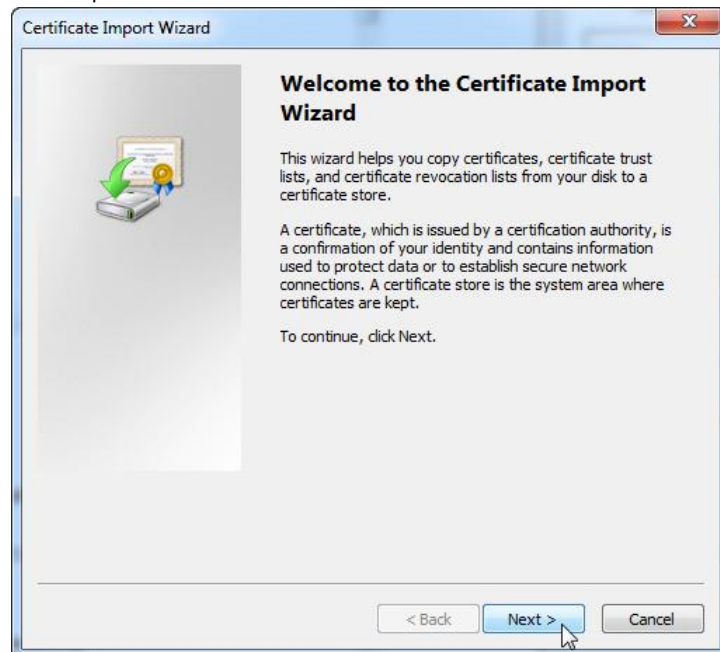 Certificate Import Wizard
Welcome to the Certificate Import
Wizard
This wizard helps you copy certificates, certificate trust
lists, and certificate revocation lists from your disk to a
certificate store.
A certificate, which is issued by a certification authority, is
a confirmation of your identity and contains information
used to protect data or to establish secure network
connections. A certificate store is the system area where
certificates are kept.
To continue, click Next.
< Back Next > Cancel